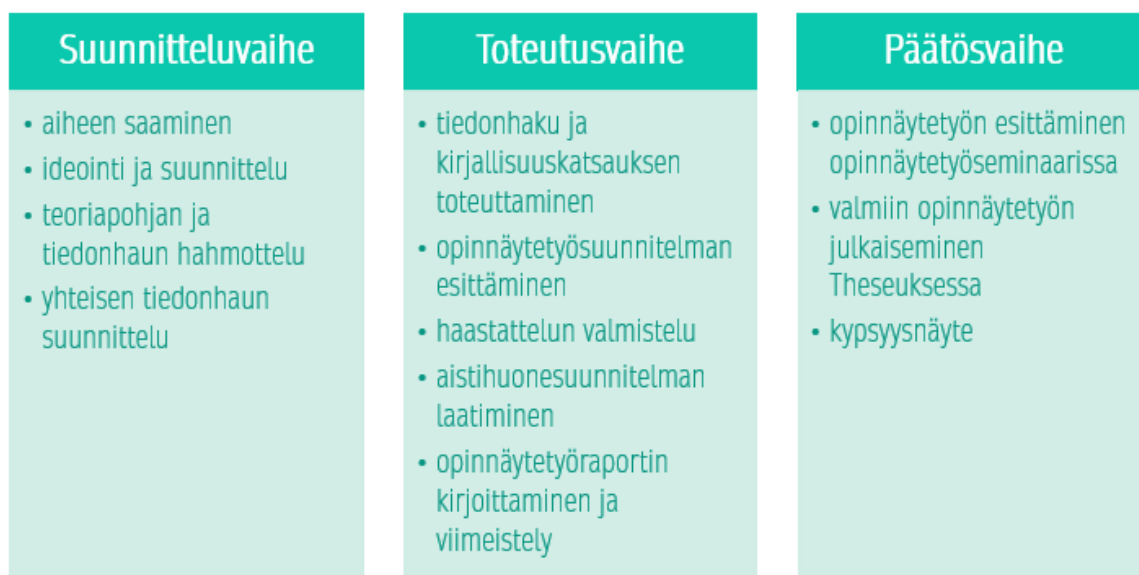 Suunnitteluvaihe
• aiheen saaminen
• ideointi ja suunnittelu
• teoriapohjan ja
tiedonhaun hahmottelu
• yhteisen tiedonhaun
suunnittelu
Toteutusvaihe
• tiedonhaku ja
kirjallisuuskatsauksen
toteuttaminen
• opinnäytetyösuunnitelman
esittäminen
• haastattelun valmistelu
• aistihuonesuunnitelman
laatiminen
• opinnäytetyöraportin
kirjoittaminen ja
viimeistely
Päätösvaihe
• opinnäytetyön esittäminen
opinnäytetyöseminaarissa
• valmiin opinnäytetyön
julkaiseminen
Theseuksessa
• kypsyysnäyte